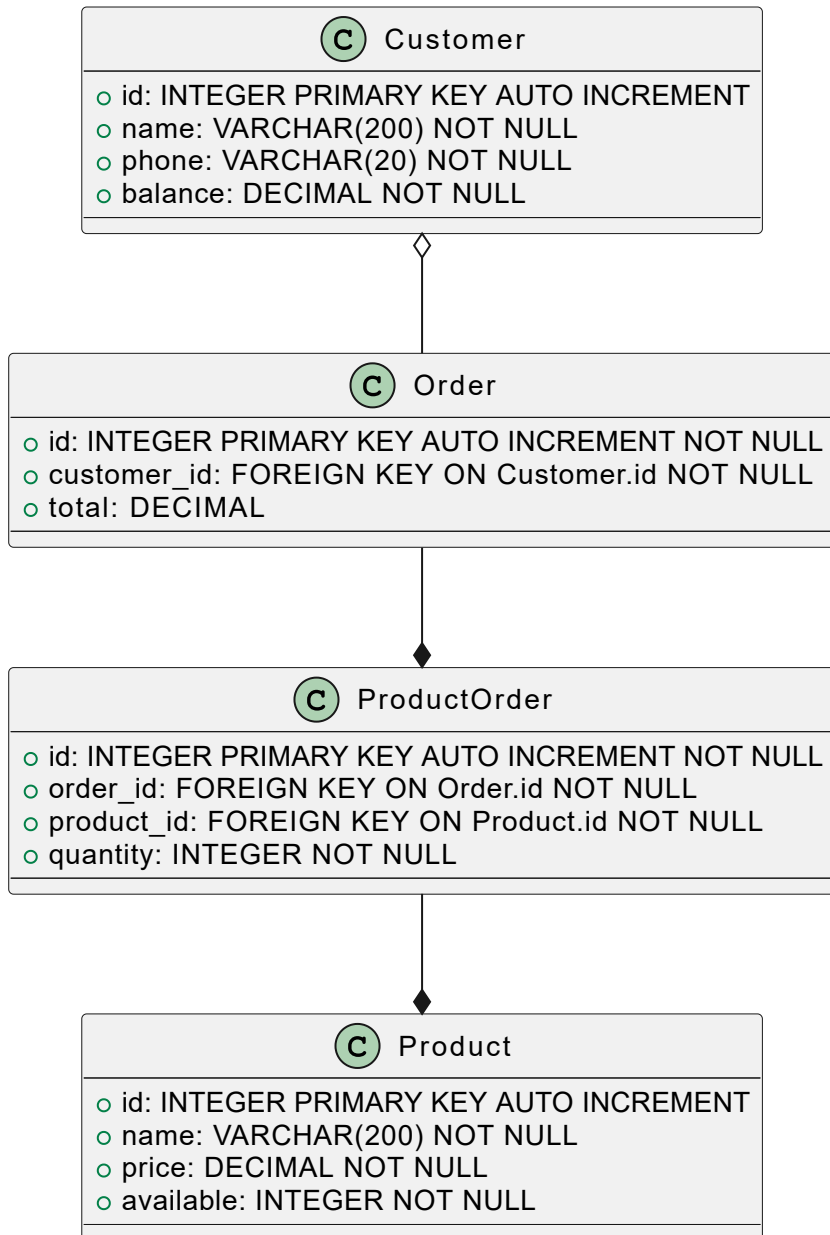 C Customer
id: INTEGER PRIMARY KEY AUTO INCREMENT
name: VARCHAR(200) NOT NULL
phone: VARCHAR(20) NOT NULL
balance: DECIMAL NOT NULL
C Order
id: INTEGER PRIMARY KEY AUTO INCREMENT NOT NULL
customer_id: FOREIGN KEY ON Customer.id NOT NULL
total: DECIMAL
C ProductOrder
id: INTEGER PRIMARY KEY AUTO INCREMENT NOT NULL
order_id: FOREIGN KEY ON Order.id NOT NULL
product_id: FOREIGN KEY ON Product.id NOT NULL
quantity: INTEGER NOT NULL
C Product
id: INTEGER PRIMARY KEY AUTO INCREMENT
name: VARCHAR(200) NOT NULL
price: DECIMAL NOT NULL
available: INTEGER NOT NULL